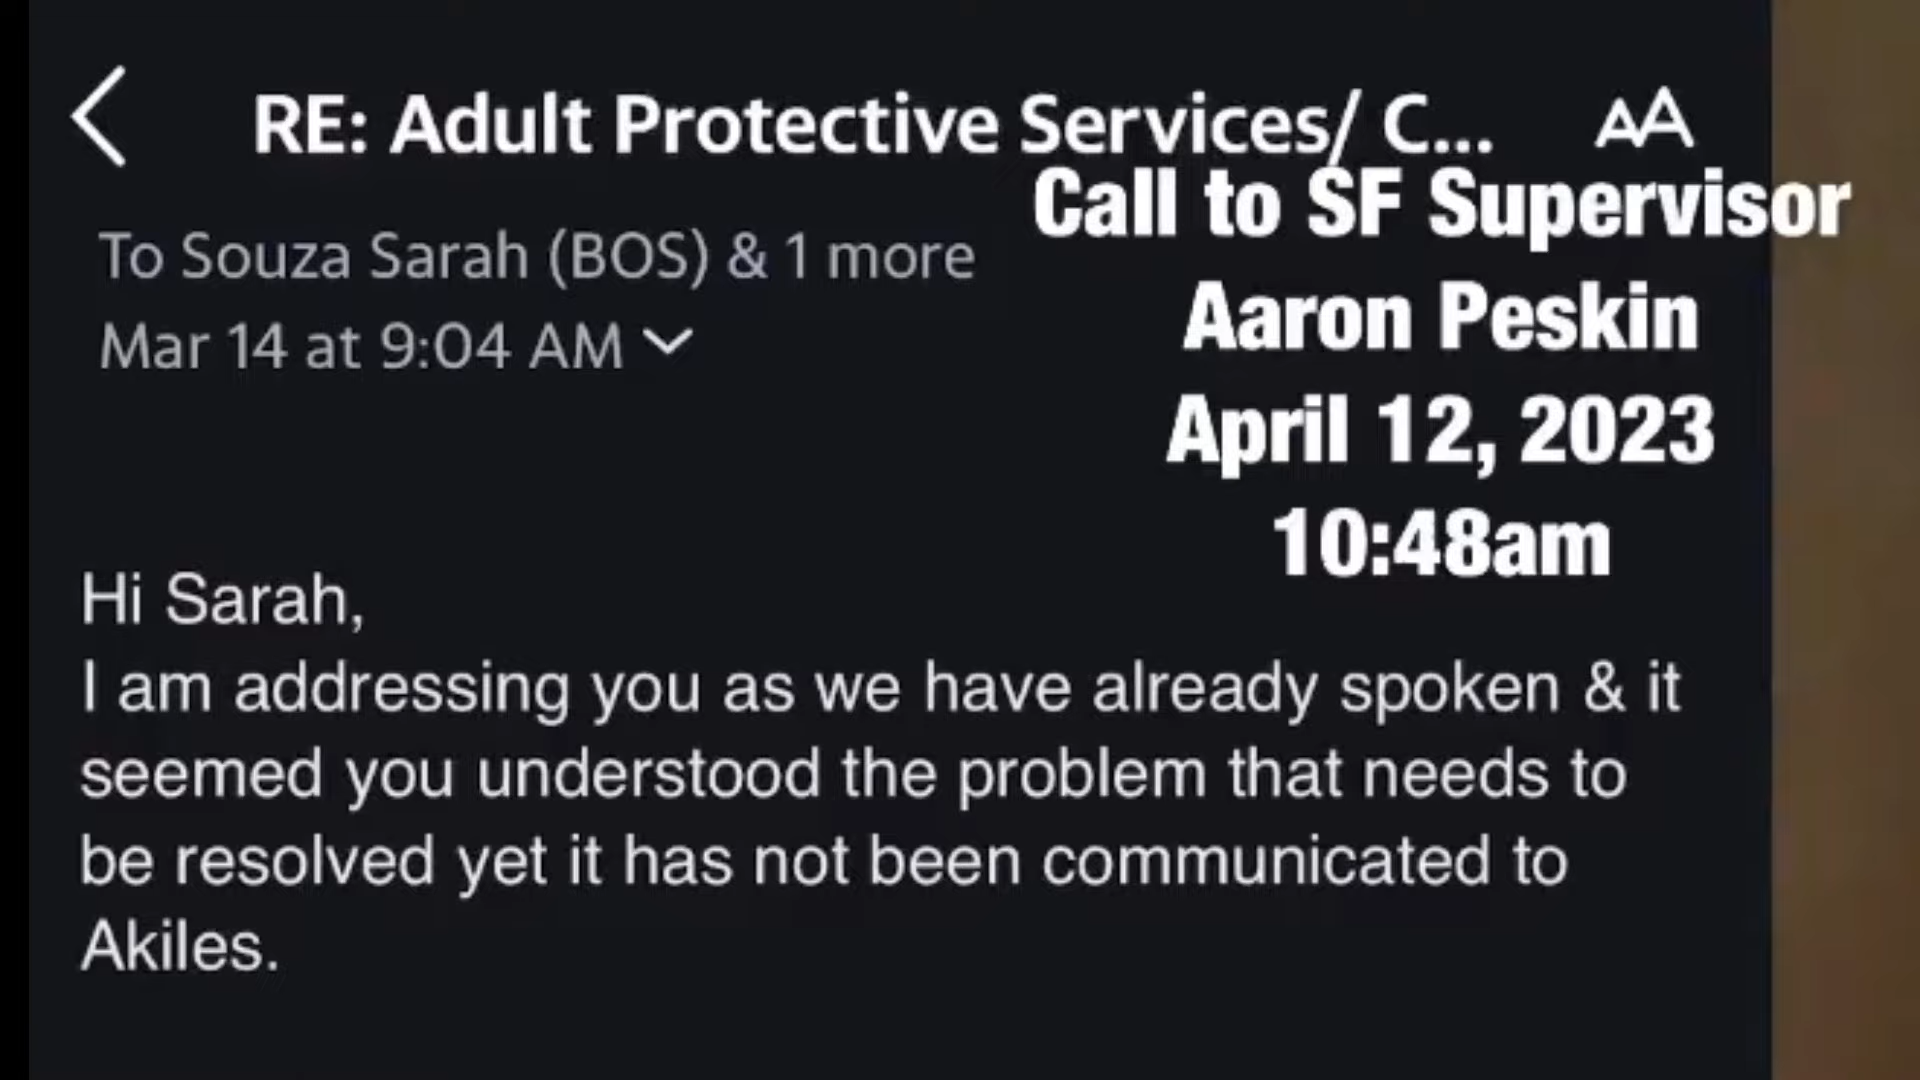 RE: Adult Protective Services/ C...
AA
Call to SF Supervisor
Aaron Peskin
April 12, 2023
10:48am
To Souza Sarah (BOS) & 1 more
Mar 14 at 9:04 AM
Hi Sarah,
I am addressing you as we have already spoken & it
seemed you understood the problem that needs to
be resolved yet it has not been communicated to
Akiles.